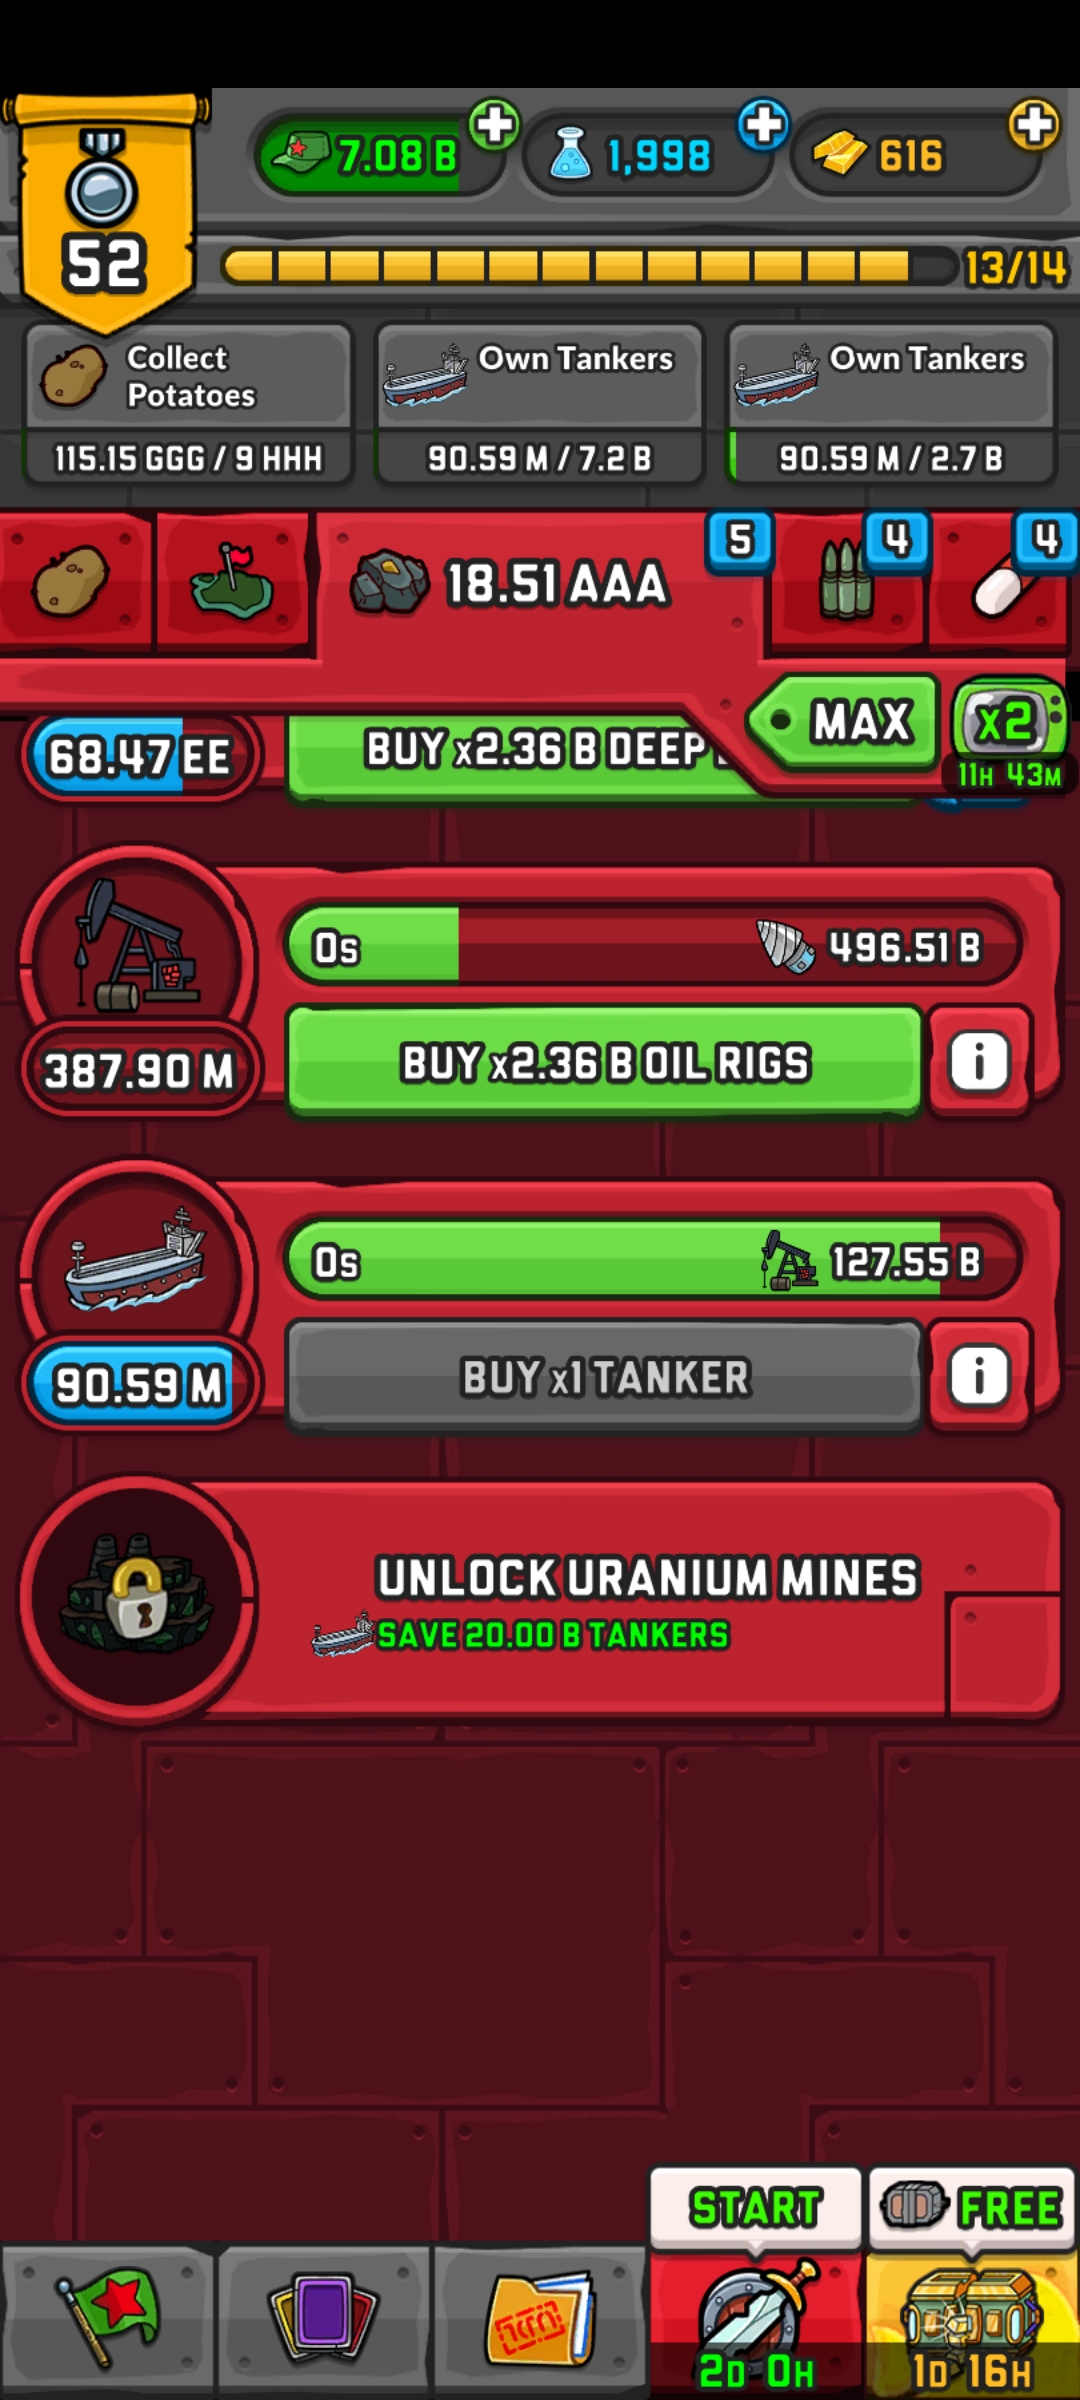 7.08 B
1,998
616
52
13/14
Collect
Potatoes
115.15 GGG / 9 HHH
Own Tankers
90.59 M / 7.2 B
Own Tankers
90.59 M / 2.7 B
18.51 AAA
5
4
4
MAX
x2
11H 43M
68.47 EE
BUY x2.36 B DEEP
0s
496.51 B
387.90 M
BUY x2.36 B OIL RIGS
i
0s
127.55 B
90.59 M
BUY x1 TANKER
i
UNLOCK URANIUM MINES
SAVE 20.00 B TANKERS
START
FREE
2D 0H
1D 16H